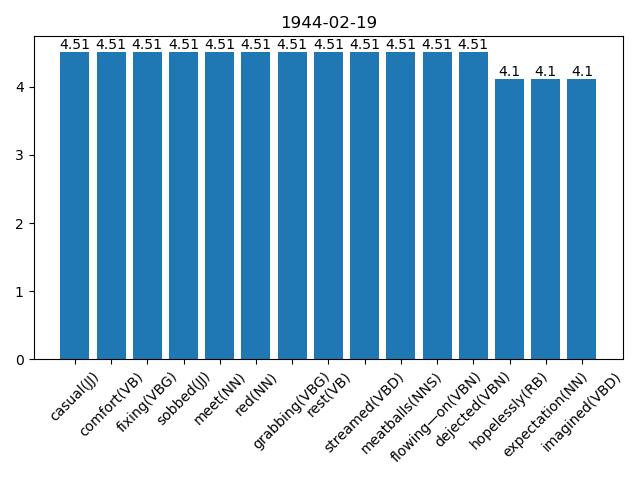 1944-02-19
4.51 4.51 4.51 4.51 4.51 4.51 4.51 4.51 4.51 4.51 4.51 4.51 4.1 4.1 4.1
4
3
2
1
0
casual(JJ)
comfort(VB)
fixing(VBG)
sobbed(JJ)
meet(NN)
red(NN)
grabbing(VBG)
rest(VB)
streamed(VBD)
meatballs(NNS)
flowing—on(VBN)
dejected(VBN)
hopelessly(RB)
expectation(NN)
imagined(VBD)